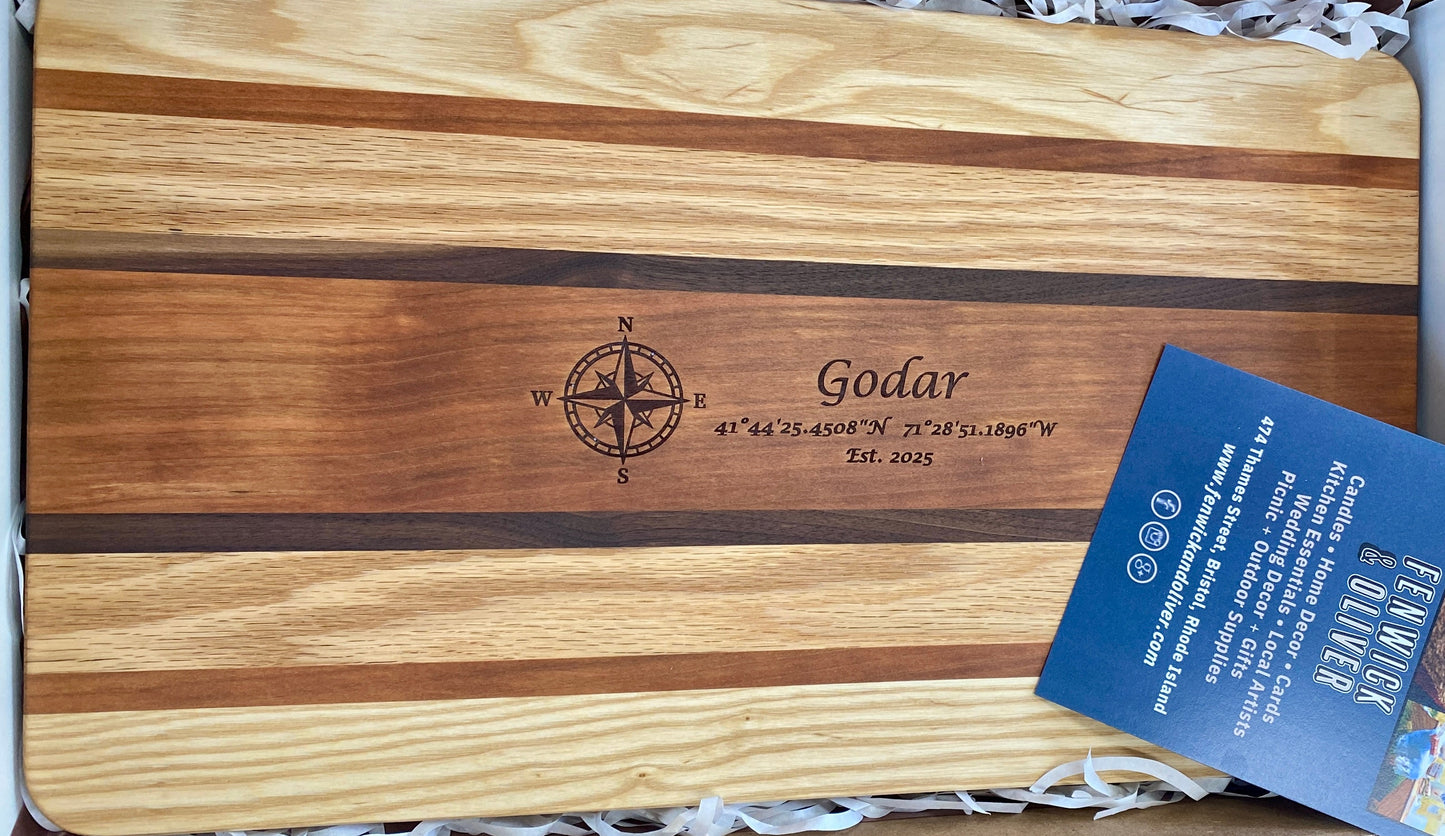 N
W
E
S
Godar
41°44'25.4508"N 71°28'51.1896"W
Est. 2025
FENWICK
& OLIVER
Candles • Home Decor • Cards
Kitchen Essentials • Local Artists
Wedding Decor + Gifts
Picnic + Outdoor Supplies
474 Thames Street, Bristol, Rhode Island
www.fenwickandoliver.com
f
g+